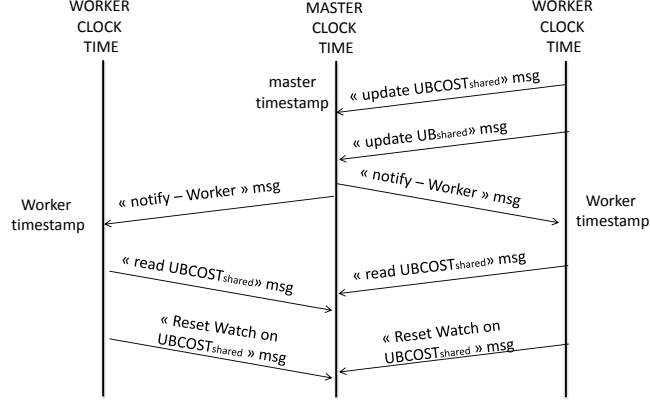 WORKER
CLOCK
TIME
MASTER
CLOCK
TIME
WORKER
CLOCK
TIME
master
timestamp
« update UBCOSTshared» msg
« update UBshared» msg
« notify – Worker » msg
« notify – Worker » msg
Worker
timestamp
Worker
timestamp
« read UBCOSTshared» msg
« read UBCOSTshared» msg
« Reset Watch on
UBCOSTshared » msg
« Reset Watch on
UBCOSTshared » msg